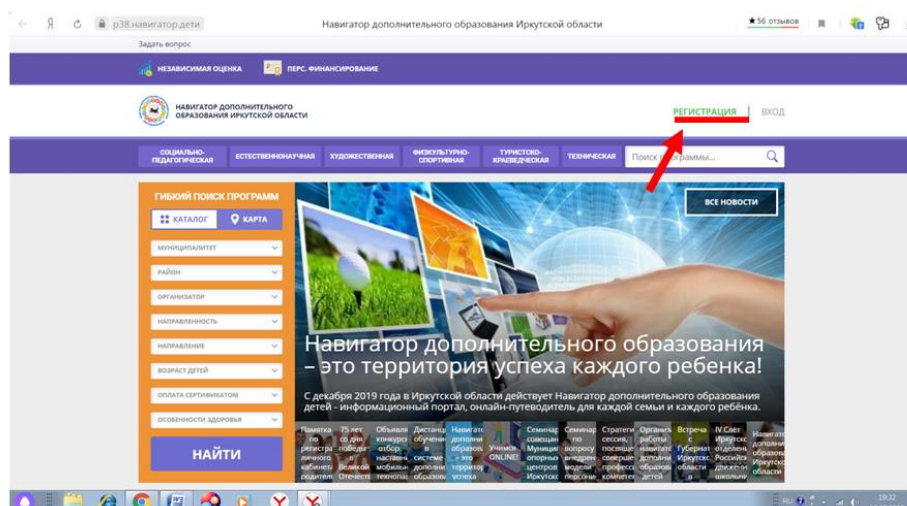 р38.навигатор.дети
Навигатор дополнительного образования Иркутской области
★ 56 отзывов
Задать вопрос
НЕЗАВИСИМАЯ ОЦЕНКА
ПЕРС. ФИНАНСИРОВАНИЕ
НАВИГАТОР ДОПОЛНИТЕЛЬНОГО
ОБРАЗОВАНИЯ ИРКУТСКОЙ ОБЛАСТИ
РЕГИСТРАЦИЯ
ВХОД
СОЦИАЛЬНО-
ПЕДАГОГИЧЕСКАЯ
ЕСТЕСТВЕННОНАУЧНАЯ
ХУДОЖЕСТВЕННАЯ
ФИЗКУЛЬТУРНО-
СПОРТИВНАЯ
ТУРИСТСКО-
КРАЕВЕДЧЕСКАЯ
ТЕХНИЧЕСКАЯ
Поиск программы...
ГИБКИЙ ПОИСК ПРОГРАММ
КАТАЛОГ
КАРТА
МУНИЦИПАЛИТЕТ
РАЙОН
ОРГАНИЗАТОР
НАПРАВЛЕННОСТЬ
НАПРАВЛЕНИЕ
ВОЗРАСТ ДЕТЕЙ
ОПЛАТА СЕРТИФИКАТОМ
ОСОБЕННОСТИ ЗДОРОВЬЯ
НАЙТИ
ВСЕ НОВОСТИ
Навигатор дополнительного образования
– это территория успеха каждого ребенка!
С декабря 2019 года в Иркутской области действует Навигатор дополнительного образования
детей - информационный портал, онлайн-путеводитель для каждой семьи и каждого ребёнка.
Учимся
ONLINE!
RU
19:32